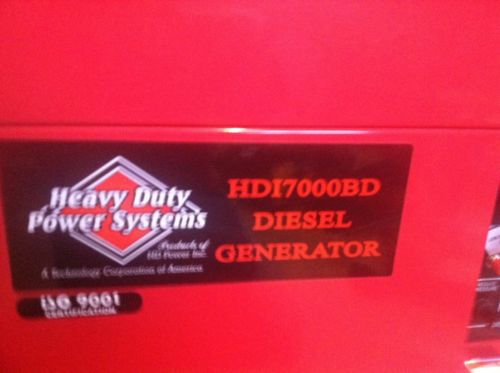 Heavy Duty
Power Systems
Products of
HD Power Inc.
A Technology Corporation of America
HDI7000BD
DIESEL
GENERATOR
ISO 9001
CERTIFICATION